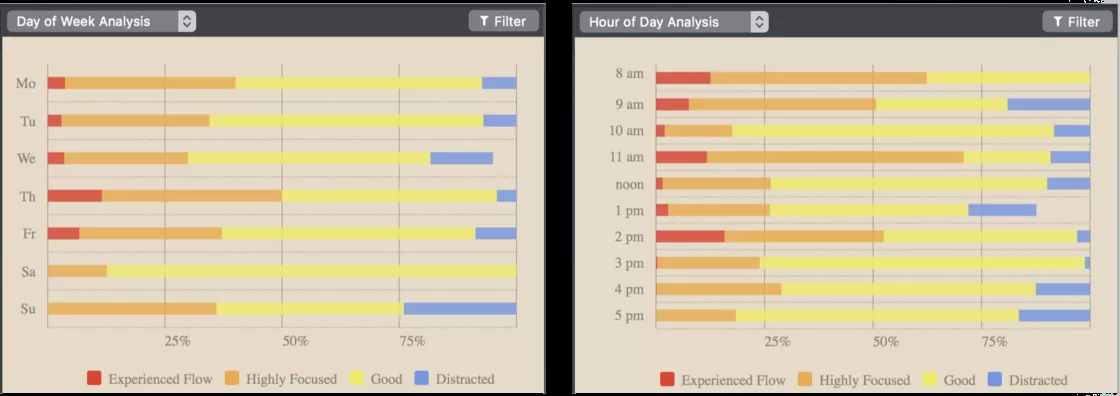 Day of Week Analysis
Filter
Mo
Tu
We
Th
Fr
Sa
Su
25% 50% 75%
Experienced Flow Highly Focused Good Distracted
Hour of Day Analysis
Filter
8 am
9 am
10 am
11 am
noon
1 pm
2 pm
3 pm
4 pm
5 pm
25% 50% 75%
Experienced Flow Highly Focused Good Distracted